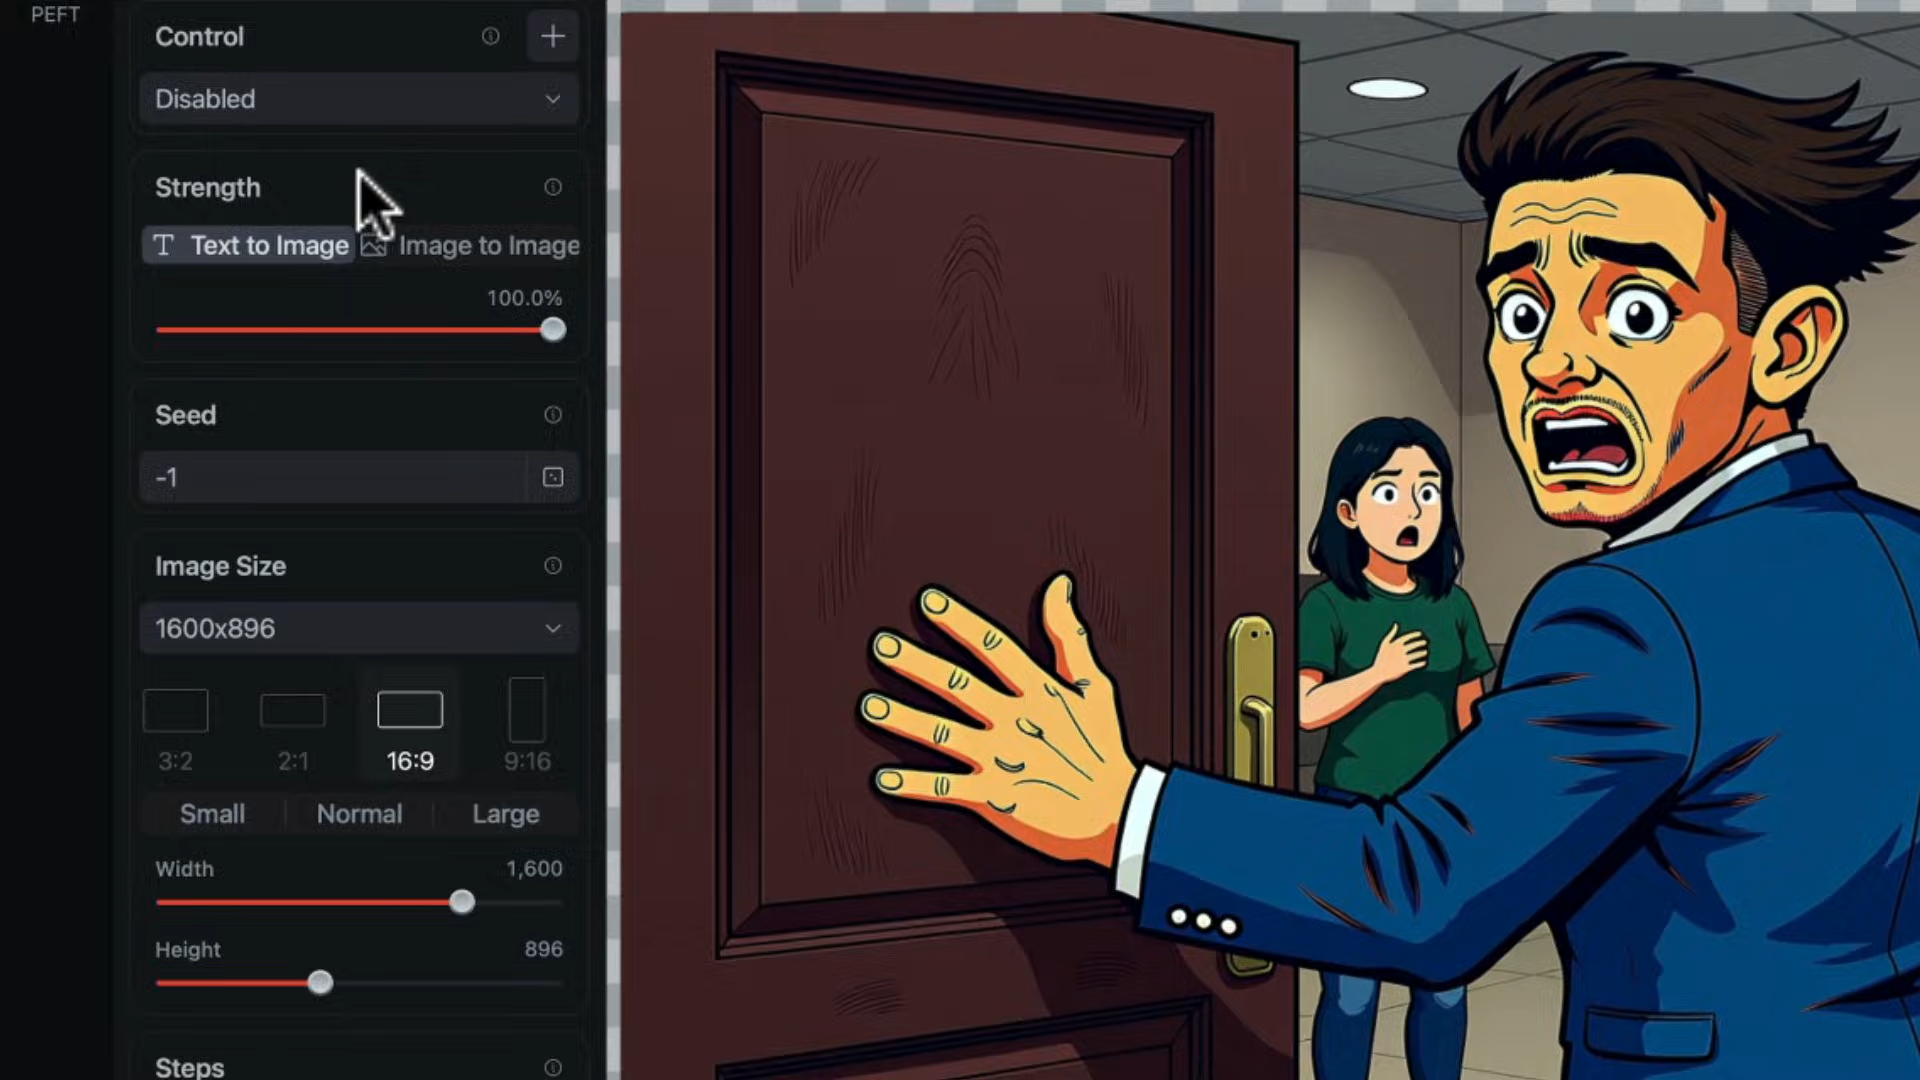 PEFT
Control
Disabled
Strength
Text to Image
Image to Image
100.0%
Seed
-1
Image Size
1600x896
3:2
2:1
16:9
9:16
Small
Normal
Large
Width
1,600
Height
896
Steps